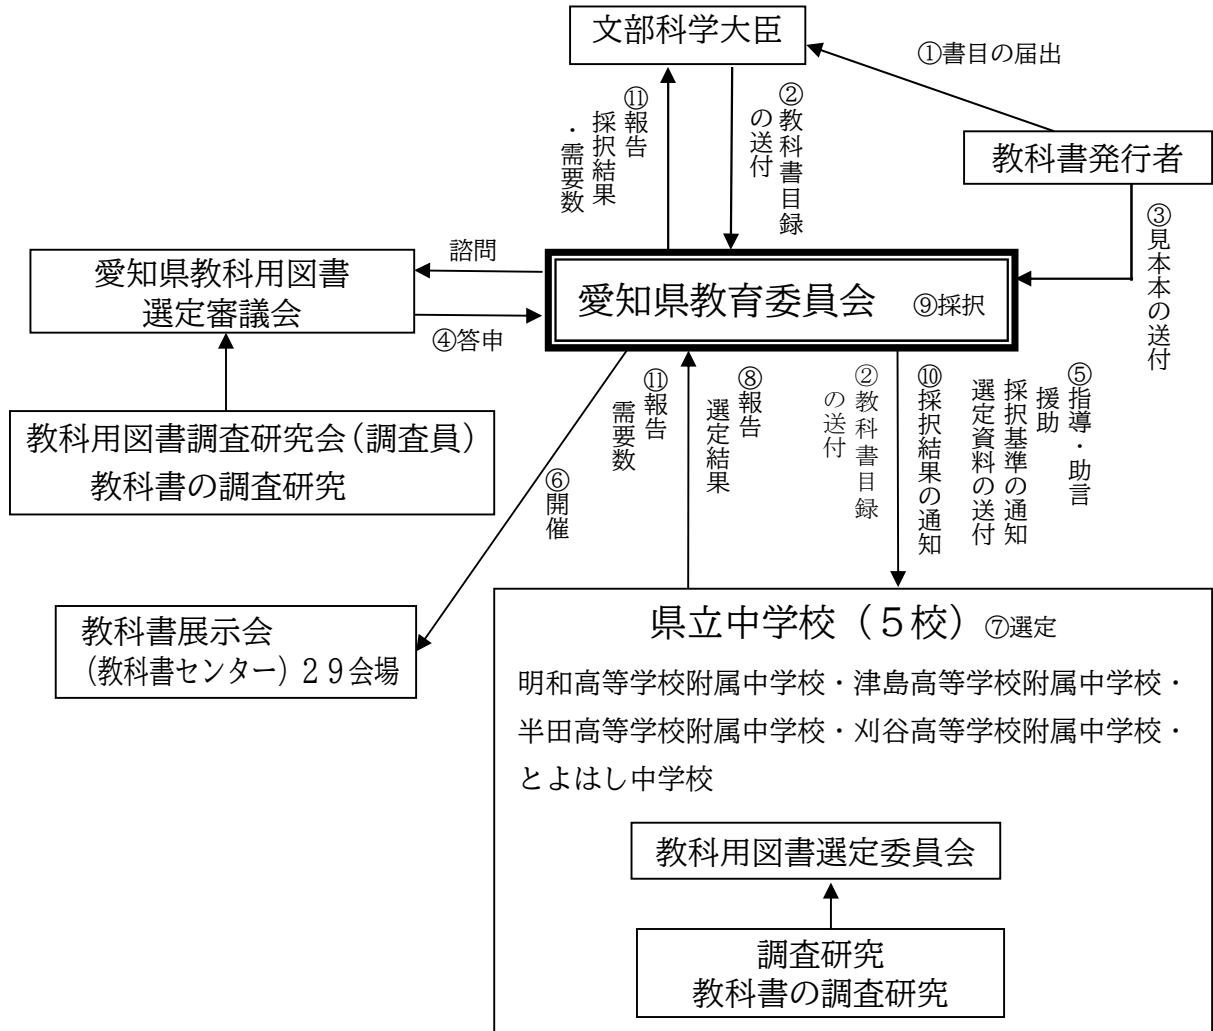 文部科学大臣
①書目の届出
教科書発行者
②教科書目録
の送付
⑪報告
採択結果
・需要数
③見本本の送付
愛知県教科用図書
選定審議会
諮問
④答申
愛知県教育委員会 ⑨採択
教科用図書調査研究会(調査員)
教科書の調査研究
⑤指導・助言
援助
採択基準の通知
選定資料の送付
⑩採択結果の通知
②教科書目録
の送付
⑧報告
選定結果
⑪報告
需要数
⑥開催
教科書展示会
(教科書センター)29会場
県立中学校(5校)⑦選定
明和高等学校附属中学校・津島高等学校附属中学校・
半田高等学校附属中学校・刈谷高等学校附属中学校・
とよはし中学校
教科用図書選定委員会
調査研究
教科書の調査研究